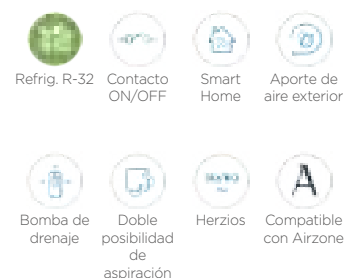 Refrig. R-32
Contacto
ON/OFF
Smart
Home
Aporte de
aire exterior
Bomba de
drenaje
Doble
posibilidad
de
aspiración
Herzios
Compatible
con Airzone